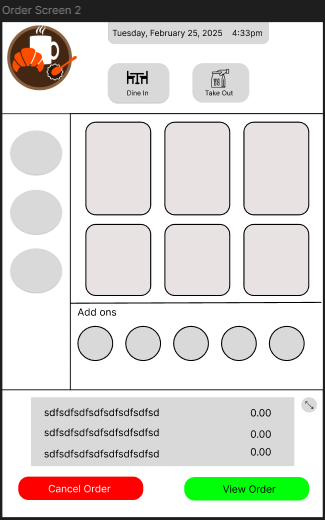 Order Screen 2
Tuesday, February 25, 2025 4:33pm
Dine In
Take Out
Add ons
sdfsdfsdfsdfsdfsdfsdfsd 0.00
sdfsdfsdfsdfsdfsdfsdfsd 0.00
sdfsdfsdfsdfsdfsdfsdfsd 0.00
Cancel Order
View Order